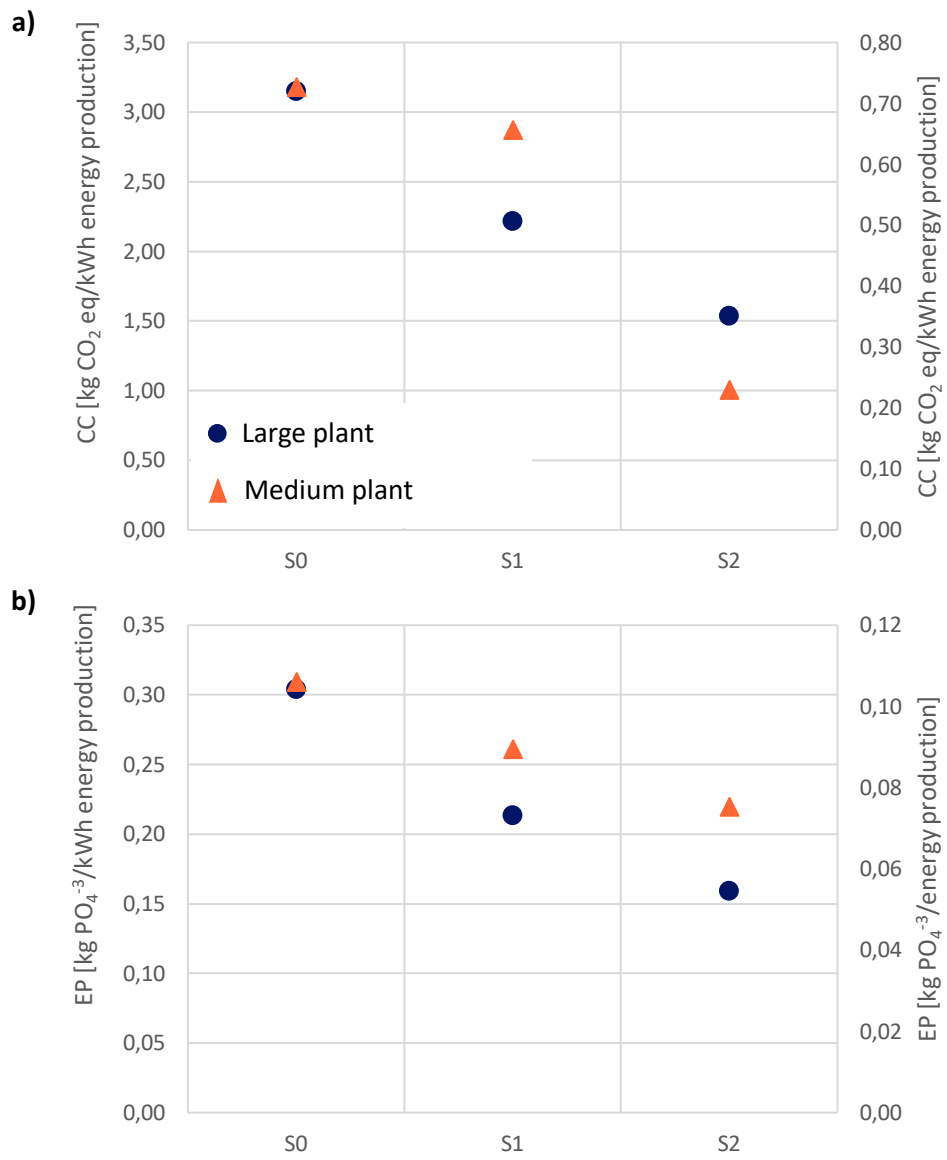 a)
CC [kg CO₂ eq/kWh energy production]
3,50
3,00
2,50
2,00
1,50
1,00
0,50
0,00
Large plant
Medium plant
S0
S1
S2
0,80
0,70
0,60
0,50
0,40
0,30
0,20
0,10
0,00
CC [kg CO₂ eq/kWh energy production]
b)
EP [kg PO₄⁻³/kWh energy production]
0,35
0,30
0,25
0,20
0,15
0,10
0,05
0,00
S0
S1
S2
0,12
0,10
0,08
0,06
0,04
0,02
0,00
EP [kg PO₄⁻³/energy production]